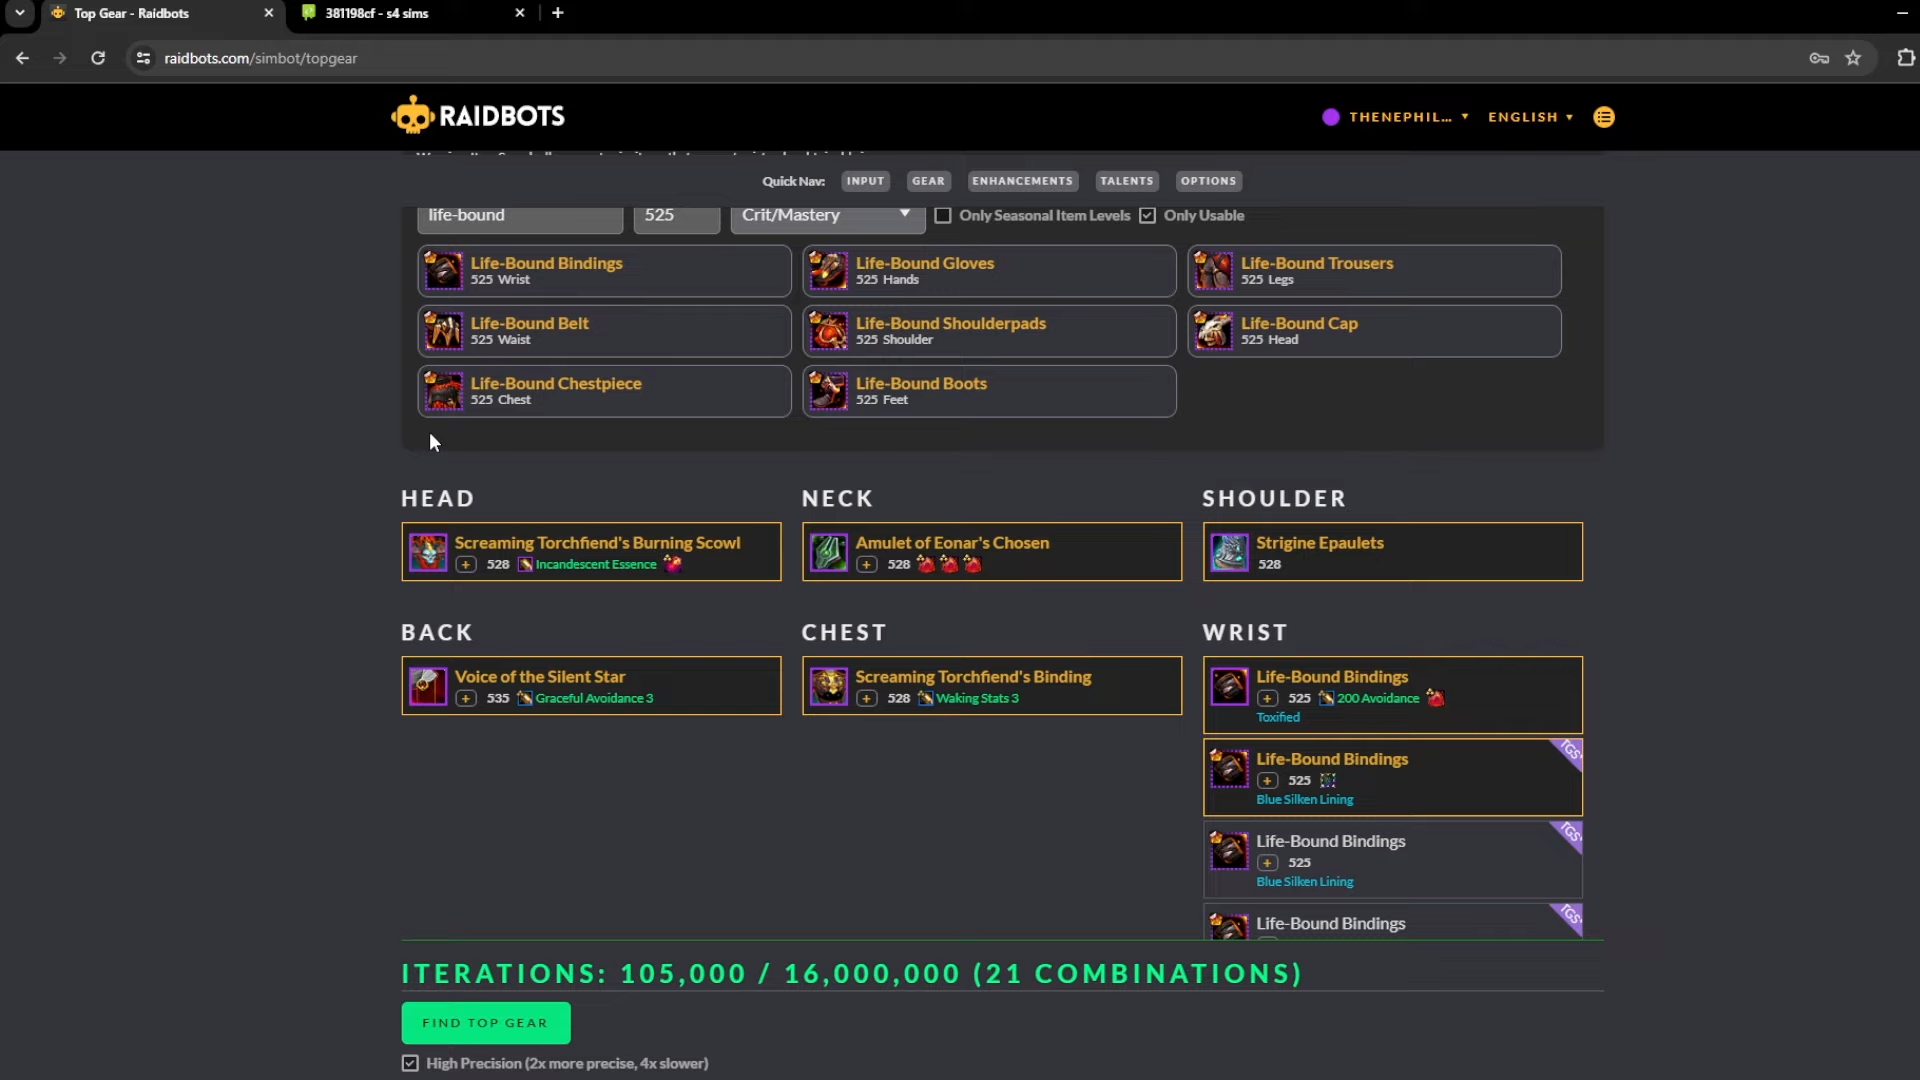 Top Gear - Raidbots
381198cf - s4 sims
raidbots.com/simbot/topgear
RAIDBOTS
THENEPHIL...
ENGLISH
Quick Nav:
INPUT
GEAR
ENHANCEMENTS
TALENTS
OPTIONS
life-bound
525
Crit/Mastery
Only Seasonal Item Levels
Only Usable
Life-Bound Bindings
525 Wrist
Life-Bound Gloves
525 Hands
Life-Bound Trousers
525 Legs
Life-Bound Belt
525 Waist
Life-Bound Shoulderpads
525 Shoulder
Life-Bound Cap
525 Head
Life-Bound Chestpiece
525 Chest
Life-Bound Boots
525 Feet
HEAD
Screaming Torchfiend's Burning Scowl
+ 528 Incandescent Essence
NECK
Amulet of Eonar's Chosen
+ 528
SHOULDER
Strigine Epaulets
528
BACK
Voice of the Silent Star
+ 535 Graceful Avoidance 3
CHEST
Screaming Torchfiend's Binding
+ 528 Waking Stats 3
WRIST
Life-Bound Bindings
+ 525 200 Avoidance
Toxified
Life-Bound Bindings
+ 525
Blue Silken Lining
Life-Bound Bindings
+ 525
Blue Silken Lining
Life-Bound Bindings
ITERATIONS: 105,000 / 16,000,000 (21 COMBINATIONS)
FIND TOP GEAR
High Precision (2x more precise, 4x slower)